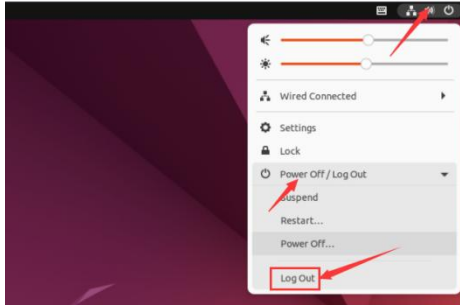 Wired Connected
Settings
Lock
Power Off / Log Out
Suspend
Restart...
Power Off...
Log Out